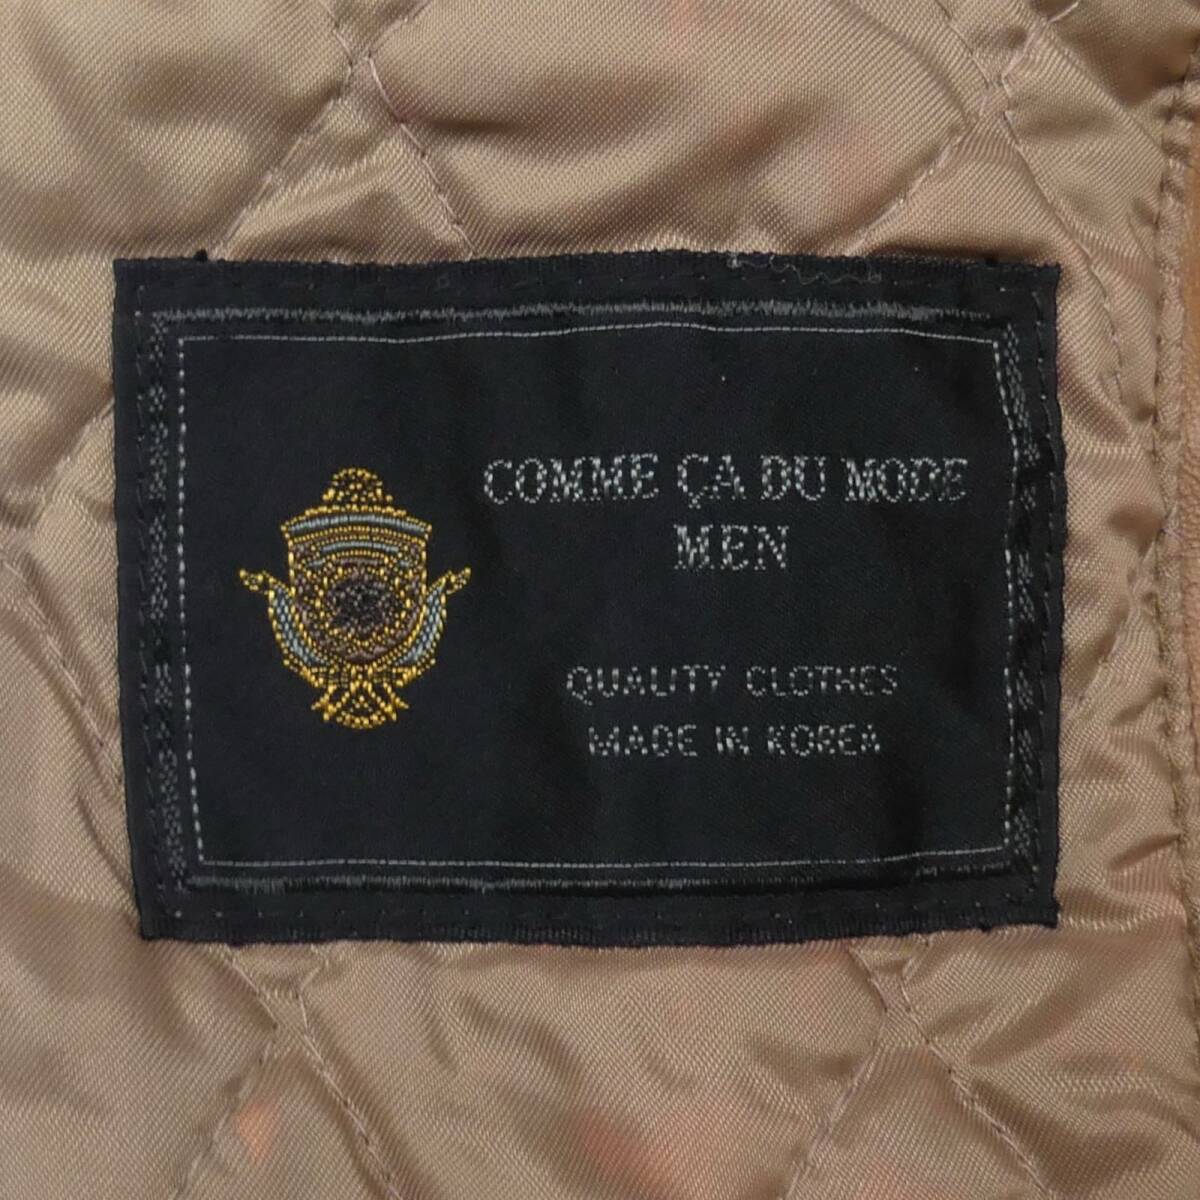 COMME ÇA DU MODE
MEN
QUALITY CLOTHES
MADE IN KOREA